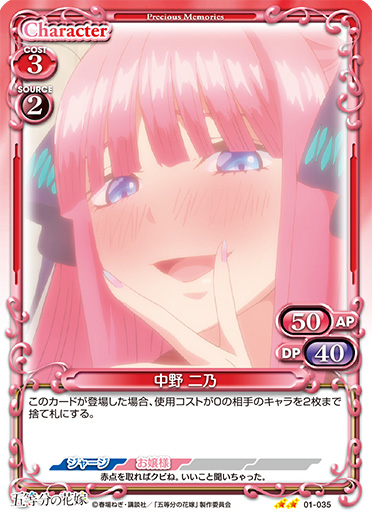 Precious Memories
Character
COST
3
SOURCE
2
50 AP
DP 40
中野 二乃
このカードが登場した場合、使用コストが0の相手のキャラを2枚まで
捨て札にする。
ジャージ お嬢様
赤点を取ればクビね。いいこと聞いちゃった。
五等分の花嫁
©春場ねぎ・講談社/「五等分の花嫁」製作委員会
01-035